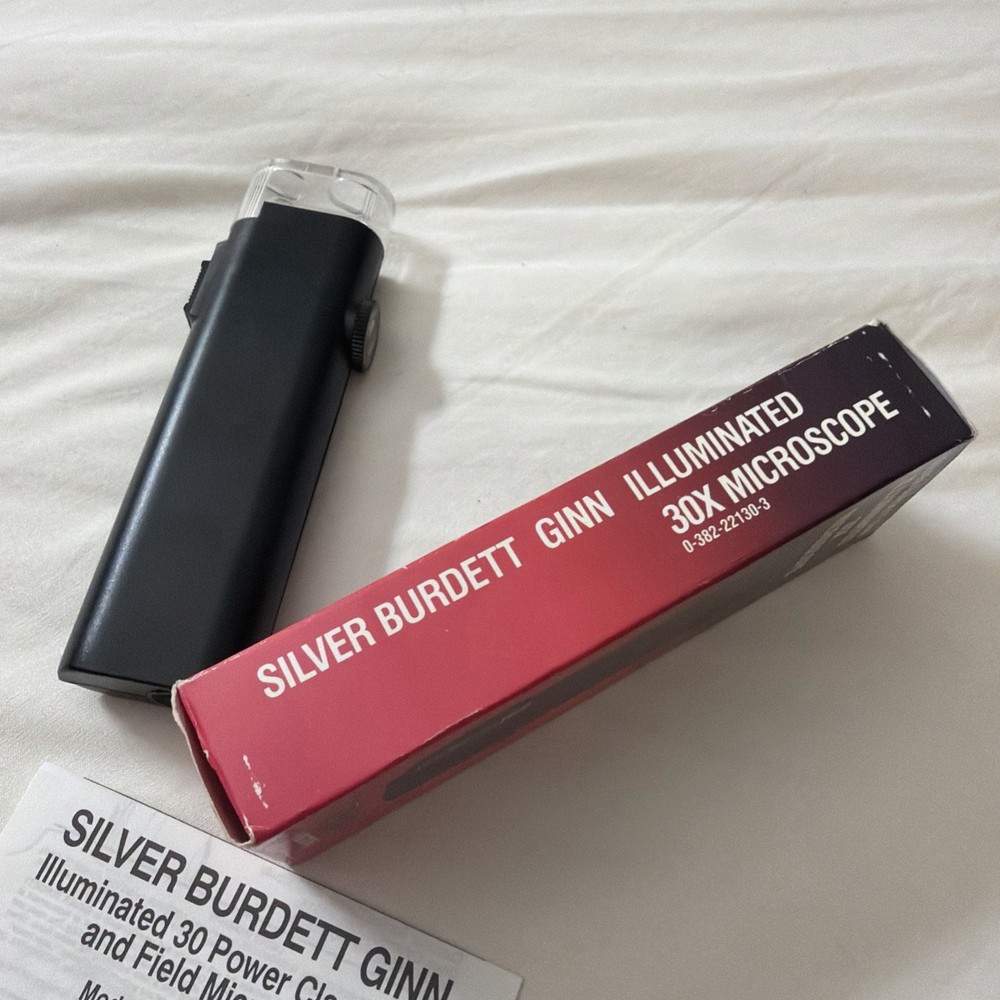 SILVER BURDETT GINN ILLUMINATED
30X MICROSCOPE
0-382-22130-3
SILVER BURDETT GINN
Illuminated 30 Power
and Field